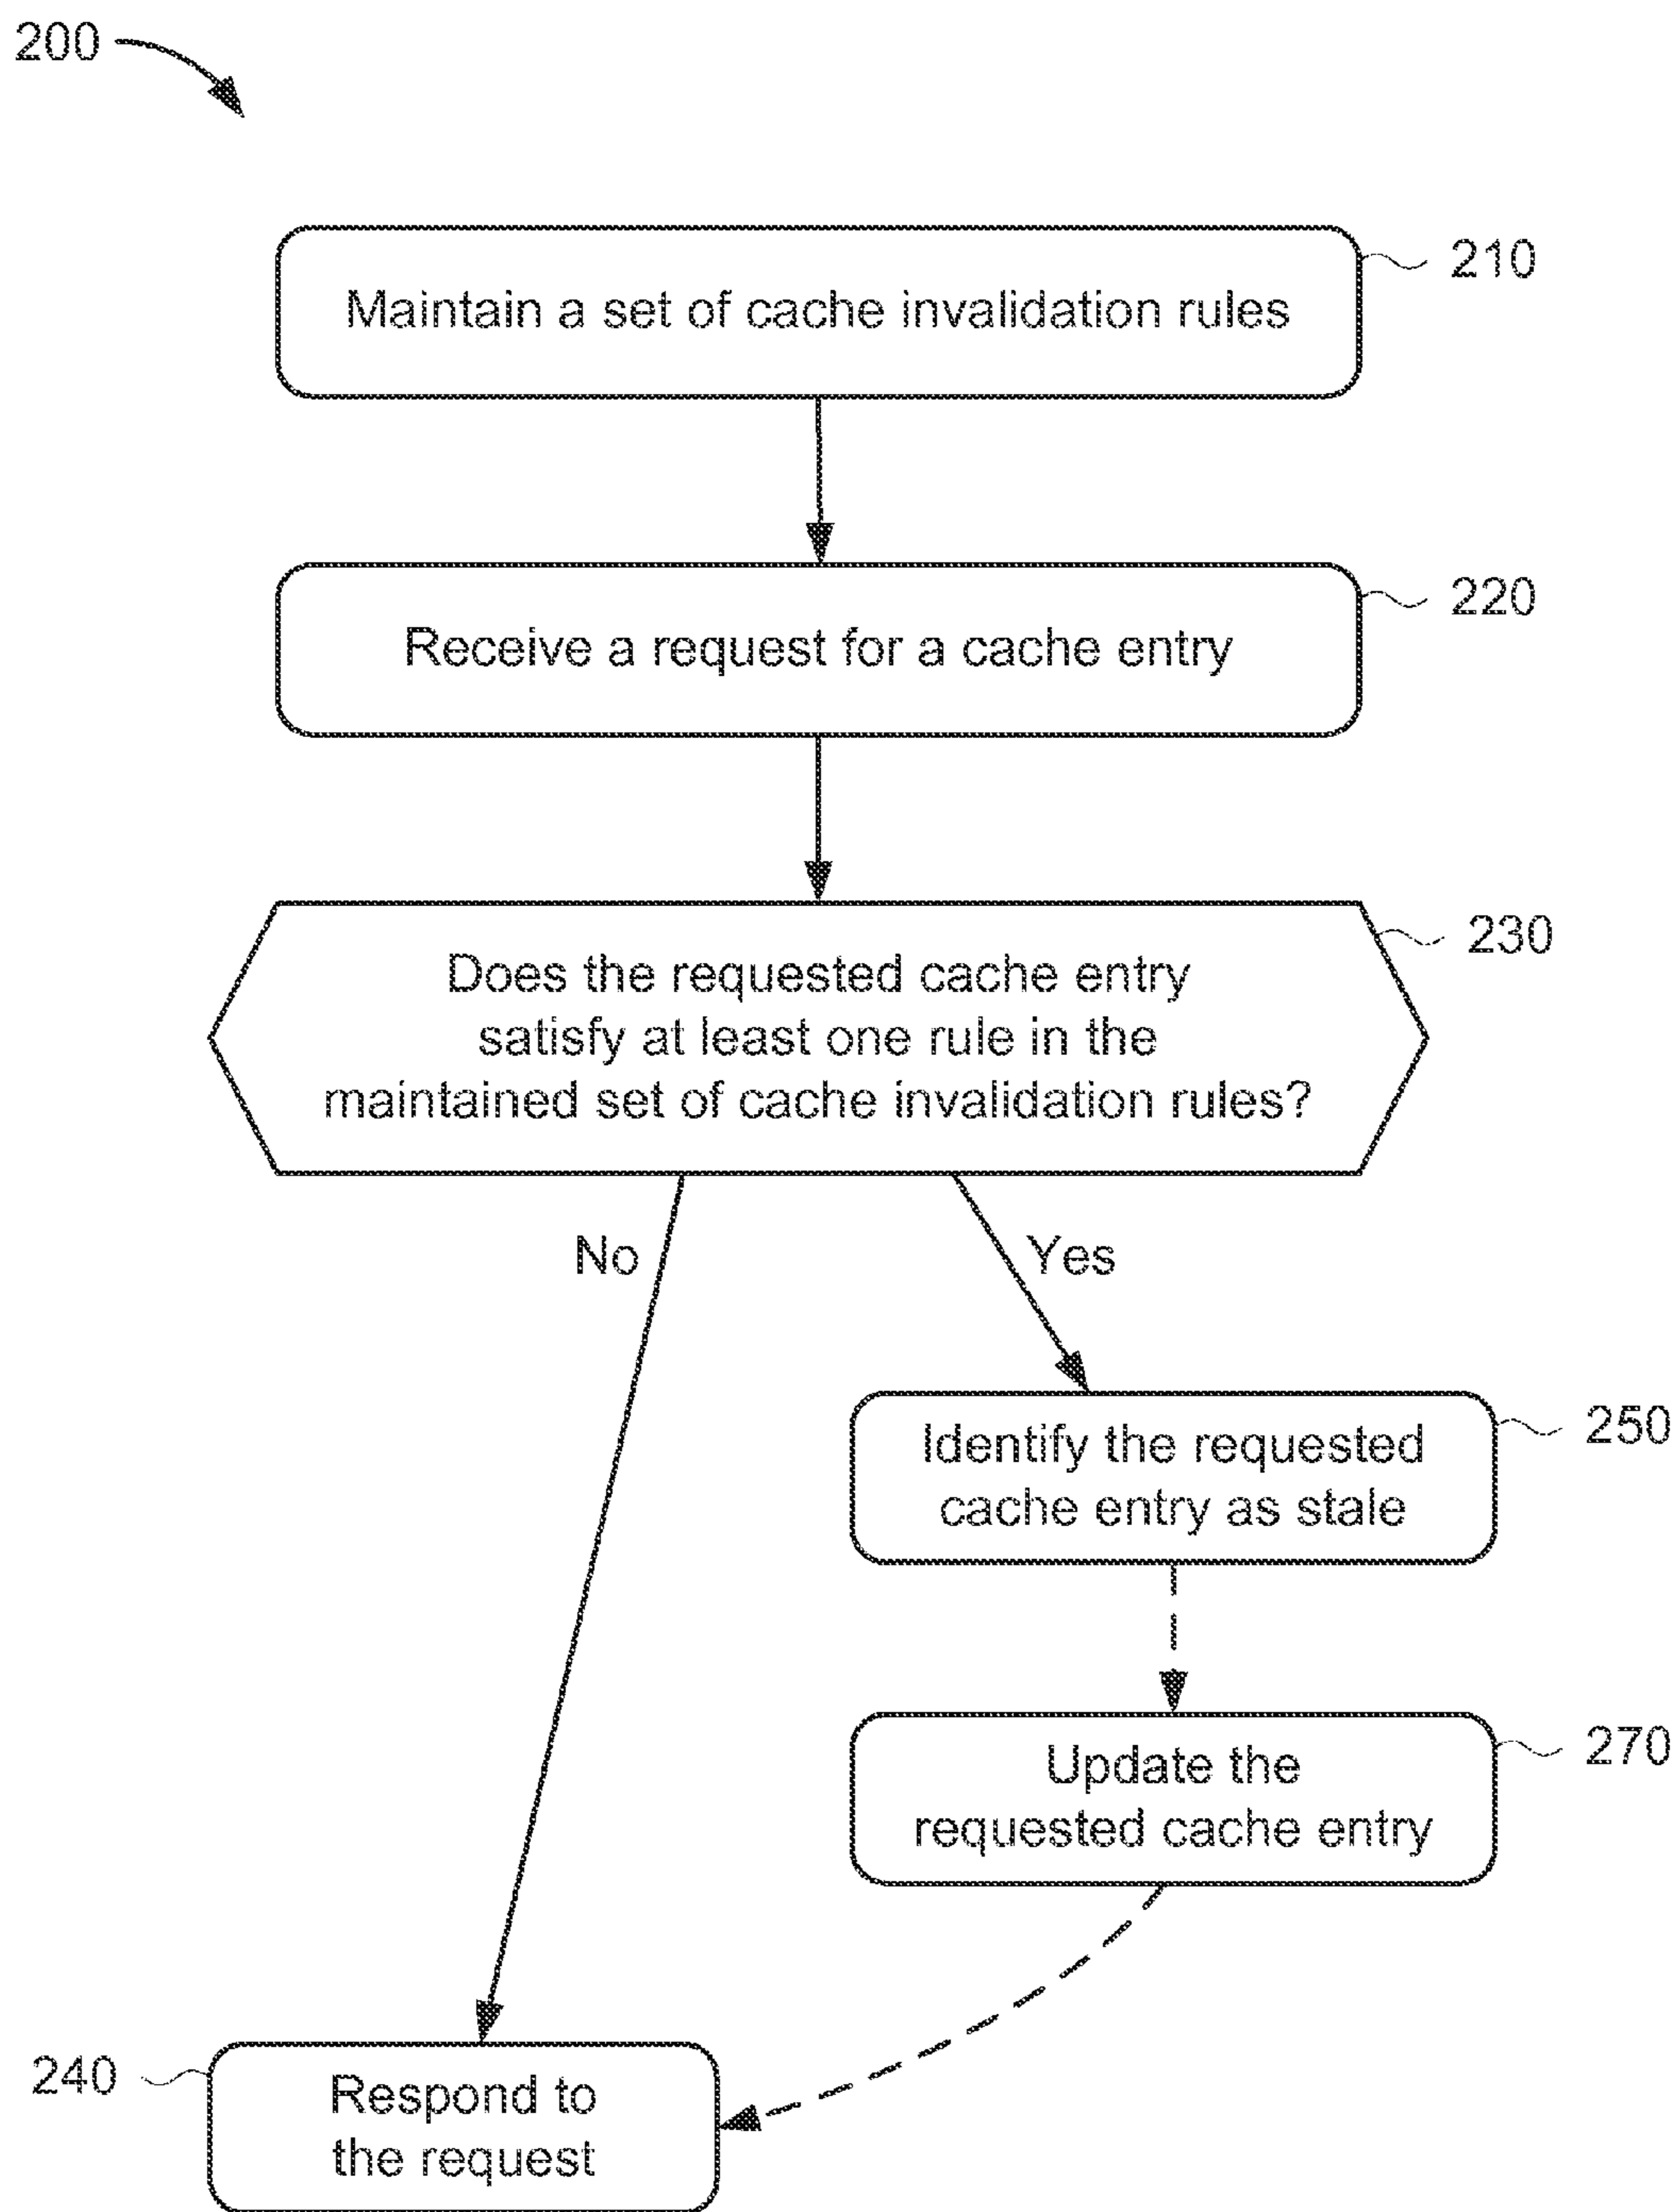 200
Maintain a set of cache invalidation rules
210
Receive a request for a cache entry
220
Does the requested cache entry
satisfy at least one rule in the
maintained set of cache invalidation rules?
230
No
Yes
Identify the requested
cache entry as stale
250
Update the
requested cache entry
270
240
Respond to
the request